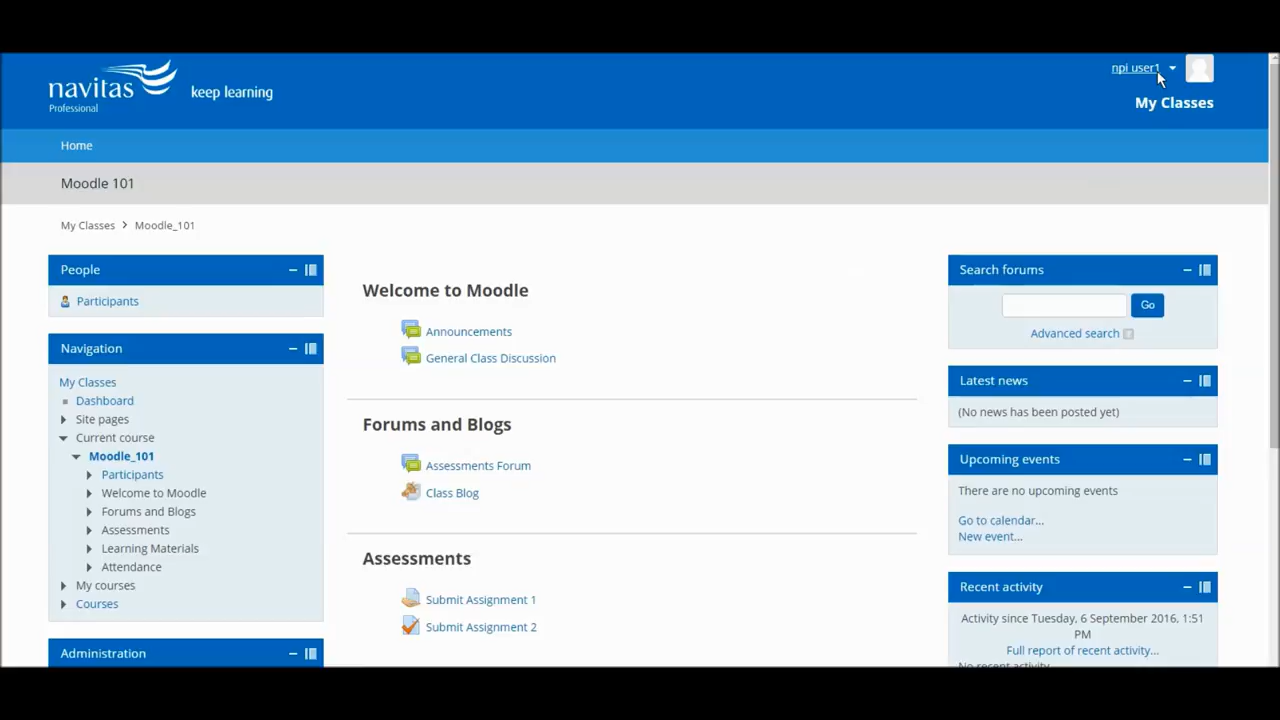 npi user1
navitas
Professional
keep learning
My Classes
Home
Moodle 101
My Classes
Moodle_101
People
Participants
Navigation
My Classes
Dashboard
Site pages
Current course
Moodle_101
Participants
Welcome to Moodle
Forums and Blogs
Assessments
Learning Materials
Attendance
My courses
Courses
Administration
Welcome to Moodle
Announcements
General Class Discussion
Forums and Blogs
Assessments Forum
Class Blog
Assessments
Submit Assignment 1
Submit Assignment 2
Search forums
Go
Advanced search
Latest news
(No news has been posted yet)
Upcoming events
There are no upcoming events
Go to calendar...
New event...
Recent activity
Activity since Tuesday, 6 September 2016, 1:51
PM
Full report of recent activity...
No recent activity